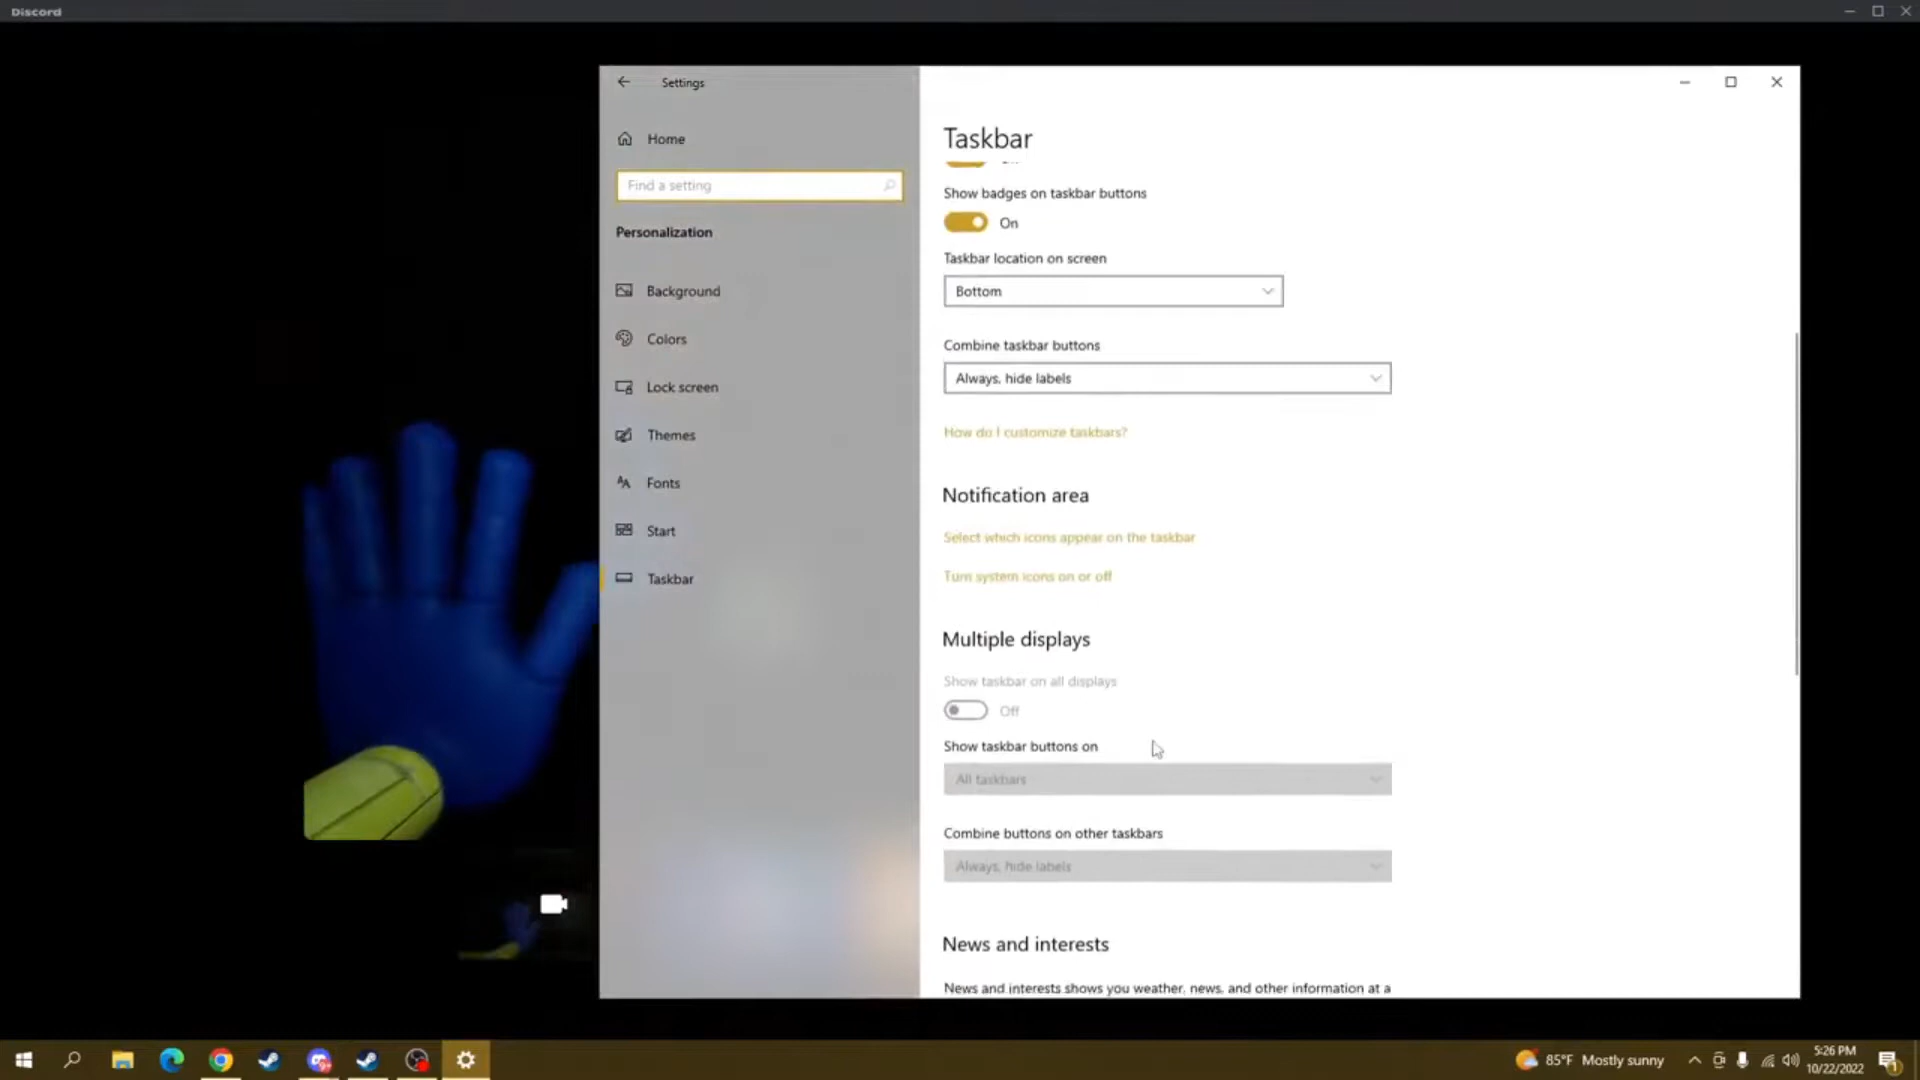 Discord
Settings
Home
Find a setting
Personalization
Background
Colors
Lock screen
Themes
Fonts
Start
Taskbar
Taskbar
Show badges on taskbar buttons
On
Taskbar location on screen
Bottom
Combine taskbar buttons
Always, hide labels
How do I customize taskbars?
Notification area
Select which icons appear on the taskbar
Turn system icons on or off
Multiple displays
Show taskbar on all displays
Off
Show taskbar buttons on
All taskbars
Combine buttons on other taskbars
Always, hide labels
News and interests
News and interests shows you weather, news, and other information at a
85°F Mostly sunny
5:26 PM
10/22/2022
1